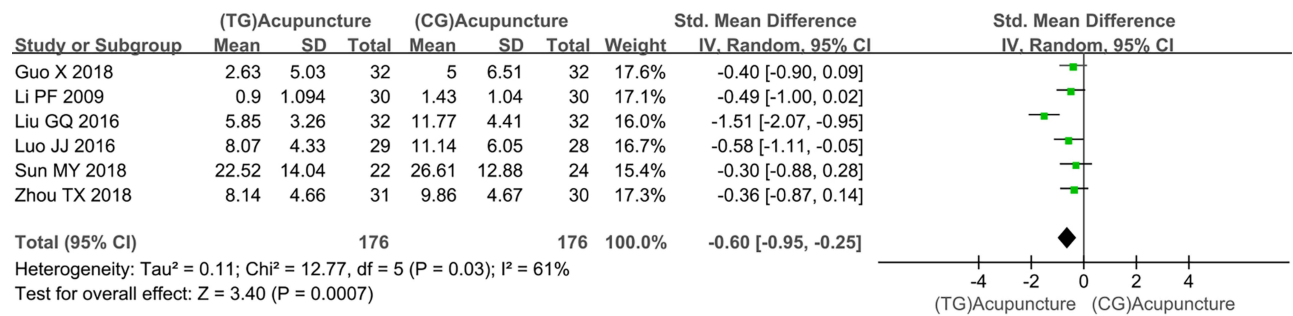 (TG)Acupuncture (CG)Acupuncture Std. Mean Difference Std. Mean Difference
Study or Subgroup Mean SD Total Mean SD Total Weight IV, Random, 95% CI IV, Random, 95% CI
Guo X 2018 2.63 5.03 32 5 6.51 32 17.6% -0.40 [-0.90, 0.09]
Li PF 2009 0.9 1.094 30 1.43 1.04 30 17.1% -0.49 [-1.00, 0.02]
Liu GQ 2016 5.85 3.26 32 11.77 4.41 32 16.0% -1.51 [-2.07, -0.95]
Luo JJ 2016 8.07 4.33 29 11.14 6.05 28 16.7% -0.58 [-1.11, -0.05]
Sun MY 2018 22.52 14.04 22 26.61 12.88 24 15.4% -0.30 [-0.88, 0.28]
Zhou TX 2018 8.14 4.66 31 9.86 4.67 30 17.3% -0.36 [-0.87, 0.14]
Total (95% CI) 176 176 100.0% -0.60 [-0.95, -0.25]
Heterogeneity: Tau² = 0.11; Chi² = 12.77, df = 5 (P = 0.03); I² = 61%
Test for overall effect: Z = 3.40 (P = 0.0007)
-4 -2 0 2 4
(TG)Acupuncture (CG)Acupuncture